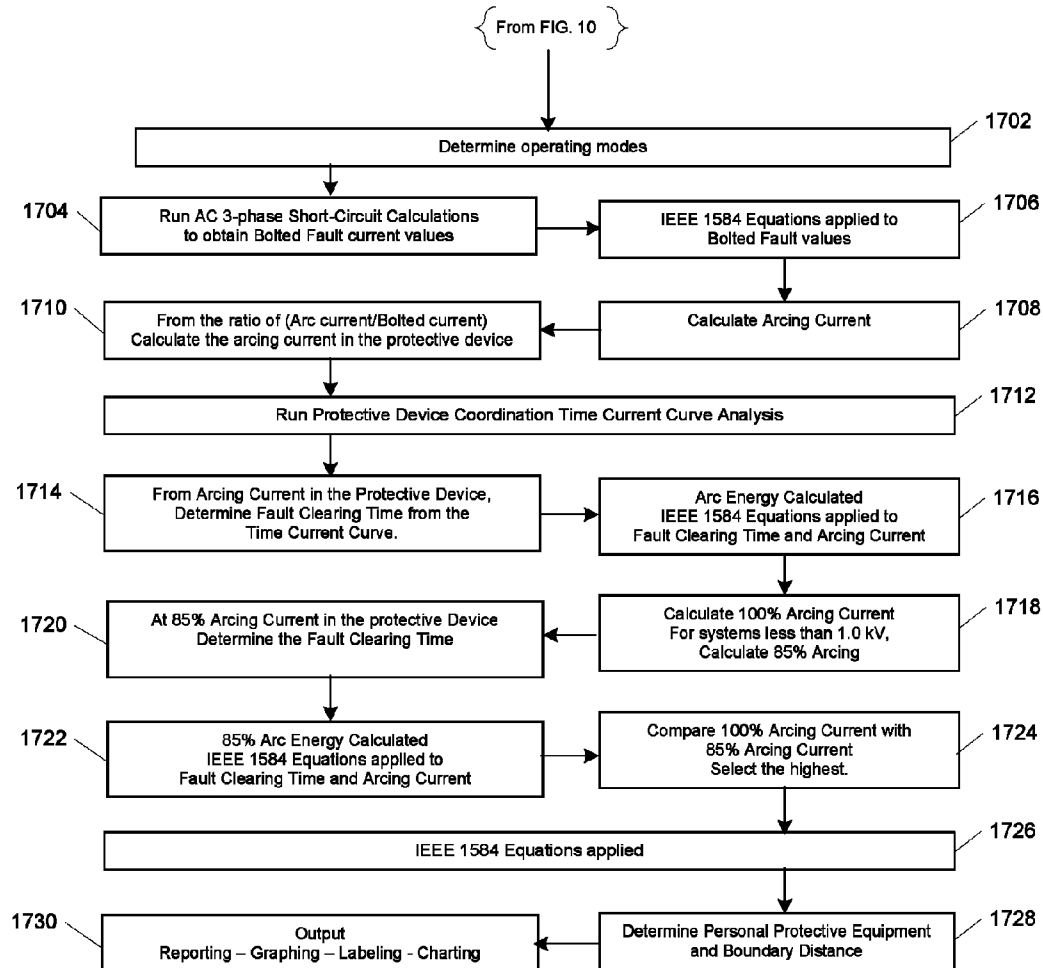 From FIG. 10
1702
Determine operating modes
1704
Run AC 3-phase Short-Circuit Calculations
to obtain Bolted Fault current values
1706
IEEE 1584 Equations applied to
Bolted Fault values
1710
From the ratio of (Arc current/Bolted current)
Calculate the arcing current in the protective device
Calculate Arcing Current
1708
1712
Run Protective Device Coordination Time Current Curve Analysis
1714
From Arcing Current in the Protective Device,
Determine Fault Clearing Time from the
Time Current Curve.
Arc Energy Calculated
IEEE 1584 Equations applied to
Fault Clearing Time and Arcing Current
1716
1720
At 85% Arcing Current in the protective Device
Determine the Fault Clearing Time
Calculate 100% Arcing Current
For systems less than 1.0 kV,
Calculate 85% Arcing
1718
1722
85% Arc Energy Calculated
IEEE 1584 Equations applied to
Fault Clearing Time and Arcing Current
Compare 100% Arcing Current with
85% Arcing Current
Select the highest.
1724
1726
IEEE 1584 Equations applied
1730
Output
Reporting – Graphing – Labeling - Charting
Determine Personal Protective Equipment
and Boundary Distance
1728